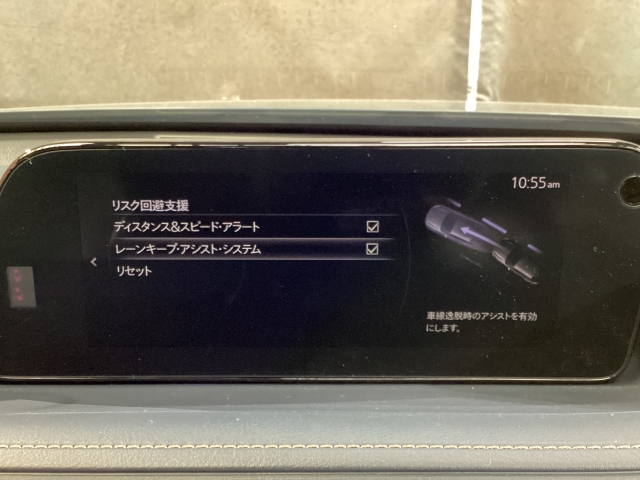 10:55am
リスク回避支援
ディスタンス&スピード・アラート
レーンキープ・アシスト・システム
リセット
車線逸脱時のアシストを有効
にします。